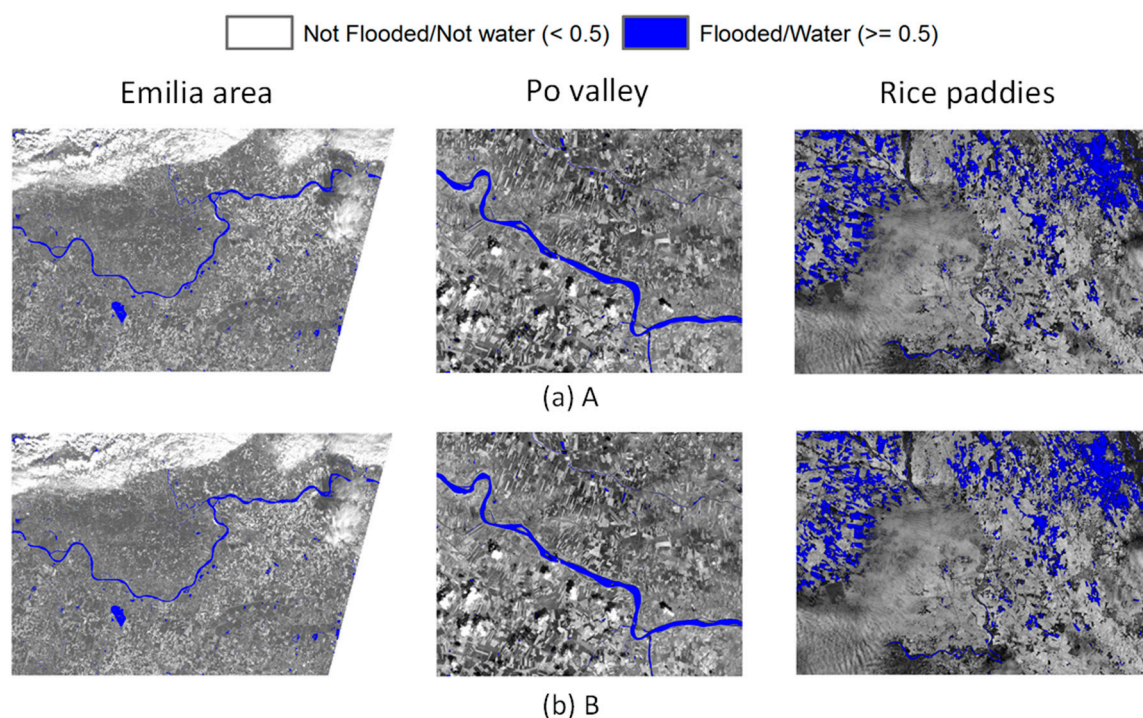 Not Flooded/Not water (< 0.5) Flooded/Water (>= 0.5)
Emilia area Po valley Rice paddies
(a) A
(b) B